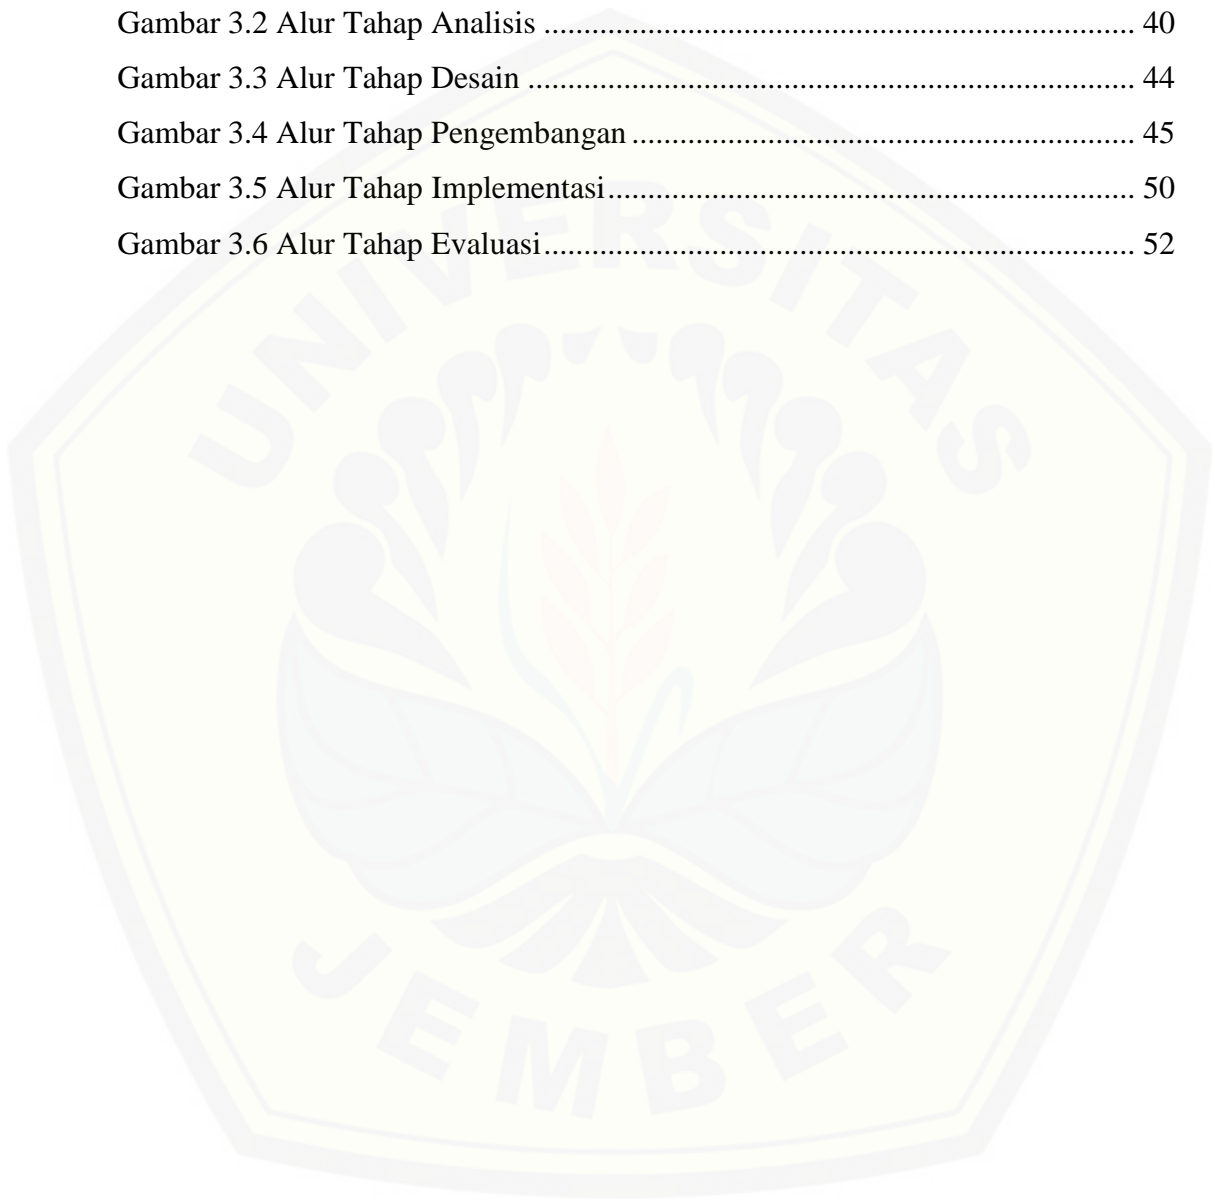 Gambar 3.2 Alur Tahap Analisis ........................................................................ 40
Gambar 3.3 Alur Tahap Desain .......................................................................... 44
Gambar 3.4 Alur Tahap Pengembangan ............................................................. 45
Gambar 3.5 Alur Tahap Implementasi ................................................................ 50
Gambar 3.6 Alur Tahap Evaluasi ........................................................................ 52
UNIVERSITAS
JEMBER